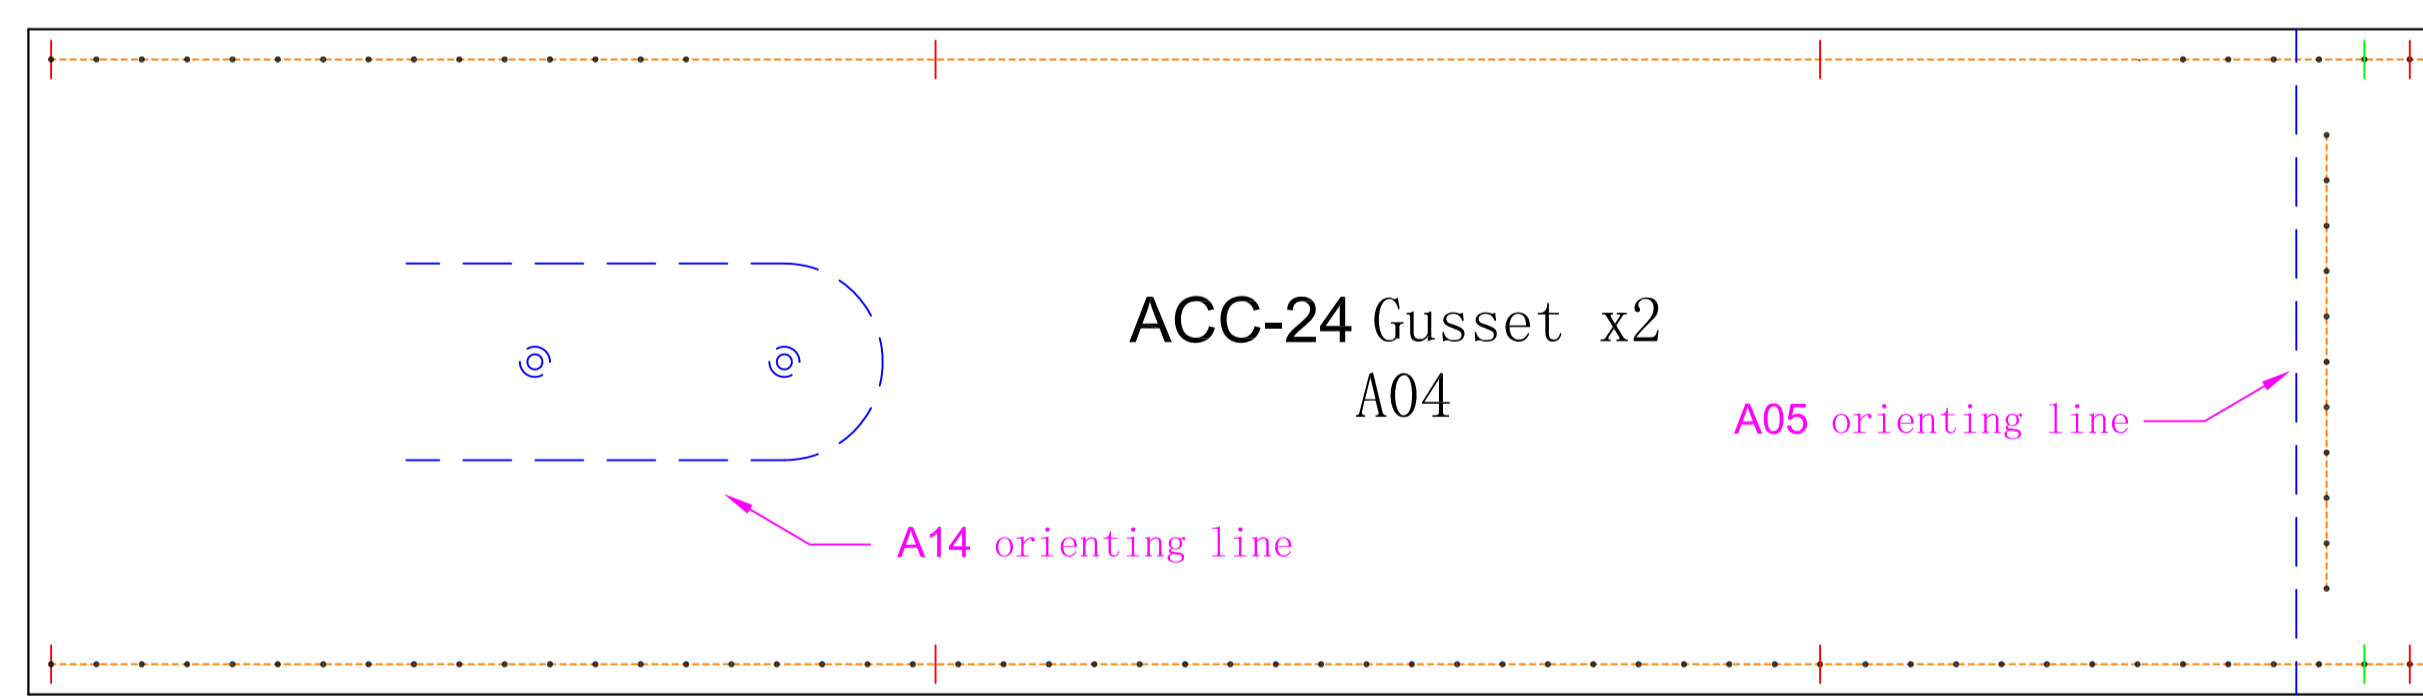 ACC-24 Gusset x2
A04
A05 orienting line
A14 orienting line